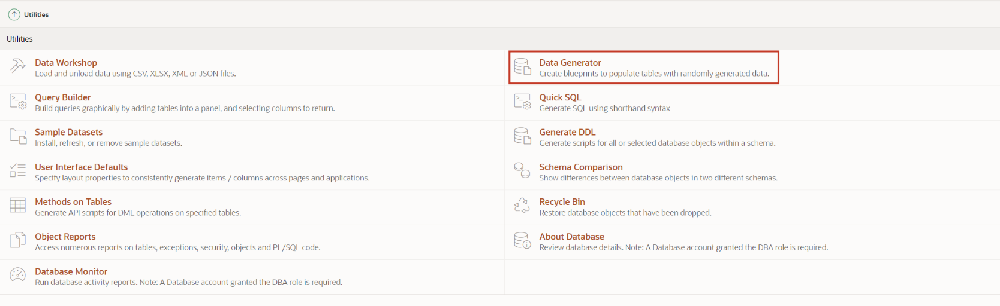 Utilities
Utilities
Data Workshop
Load and unload data using CSV, XLSX, XML or JSON files.
Data Generator
Create blueprints to populate tables with randomly generated data.
Query Builder
Build queries graphically by adding tables into a panel, and selecting columns to return.
Quick SQL
Generate SQL using shorthand syntax
Sample Datasets
Install, refresh, or remove sample datasets.
Generate DDL
Generate scripts for all or selected database objects within a schema.
User Interface Defaults
Specify layout properties to consistently generate items / columns across pages and applications.
Schema Comparison
Show differences between database objects in two different schemas.
Methods on Tables
Generate API scripts for DML operations on specified tables.
Recycle Bin
Restore database objects that have been dropped.
Object Reports
Access numerous reports on tables, exceptions, security, objects and PL/SQL code.
About Database
Review database details. Note: A Database account granted the DBA role is required.
Database Monitor
Run database activity reports. Note: A Database account granted the DBA role is required.